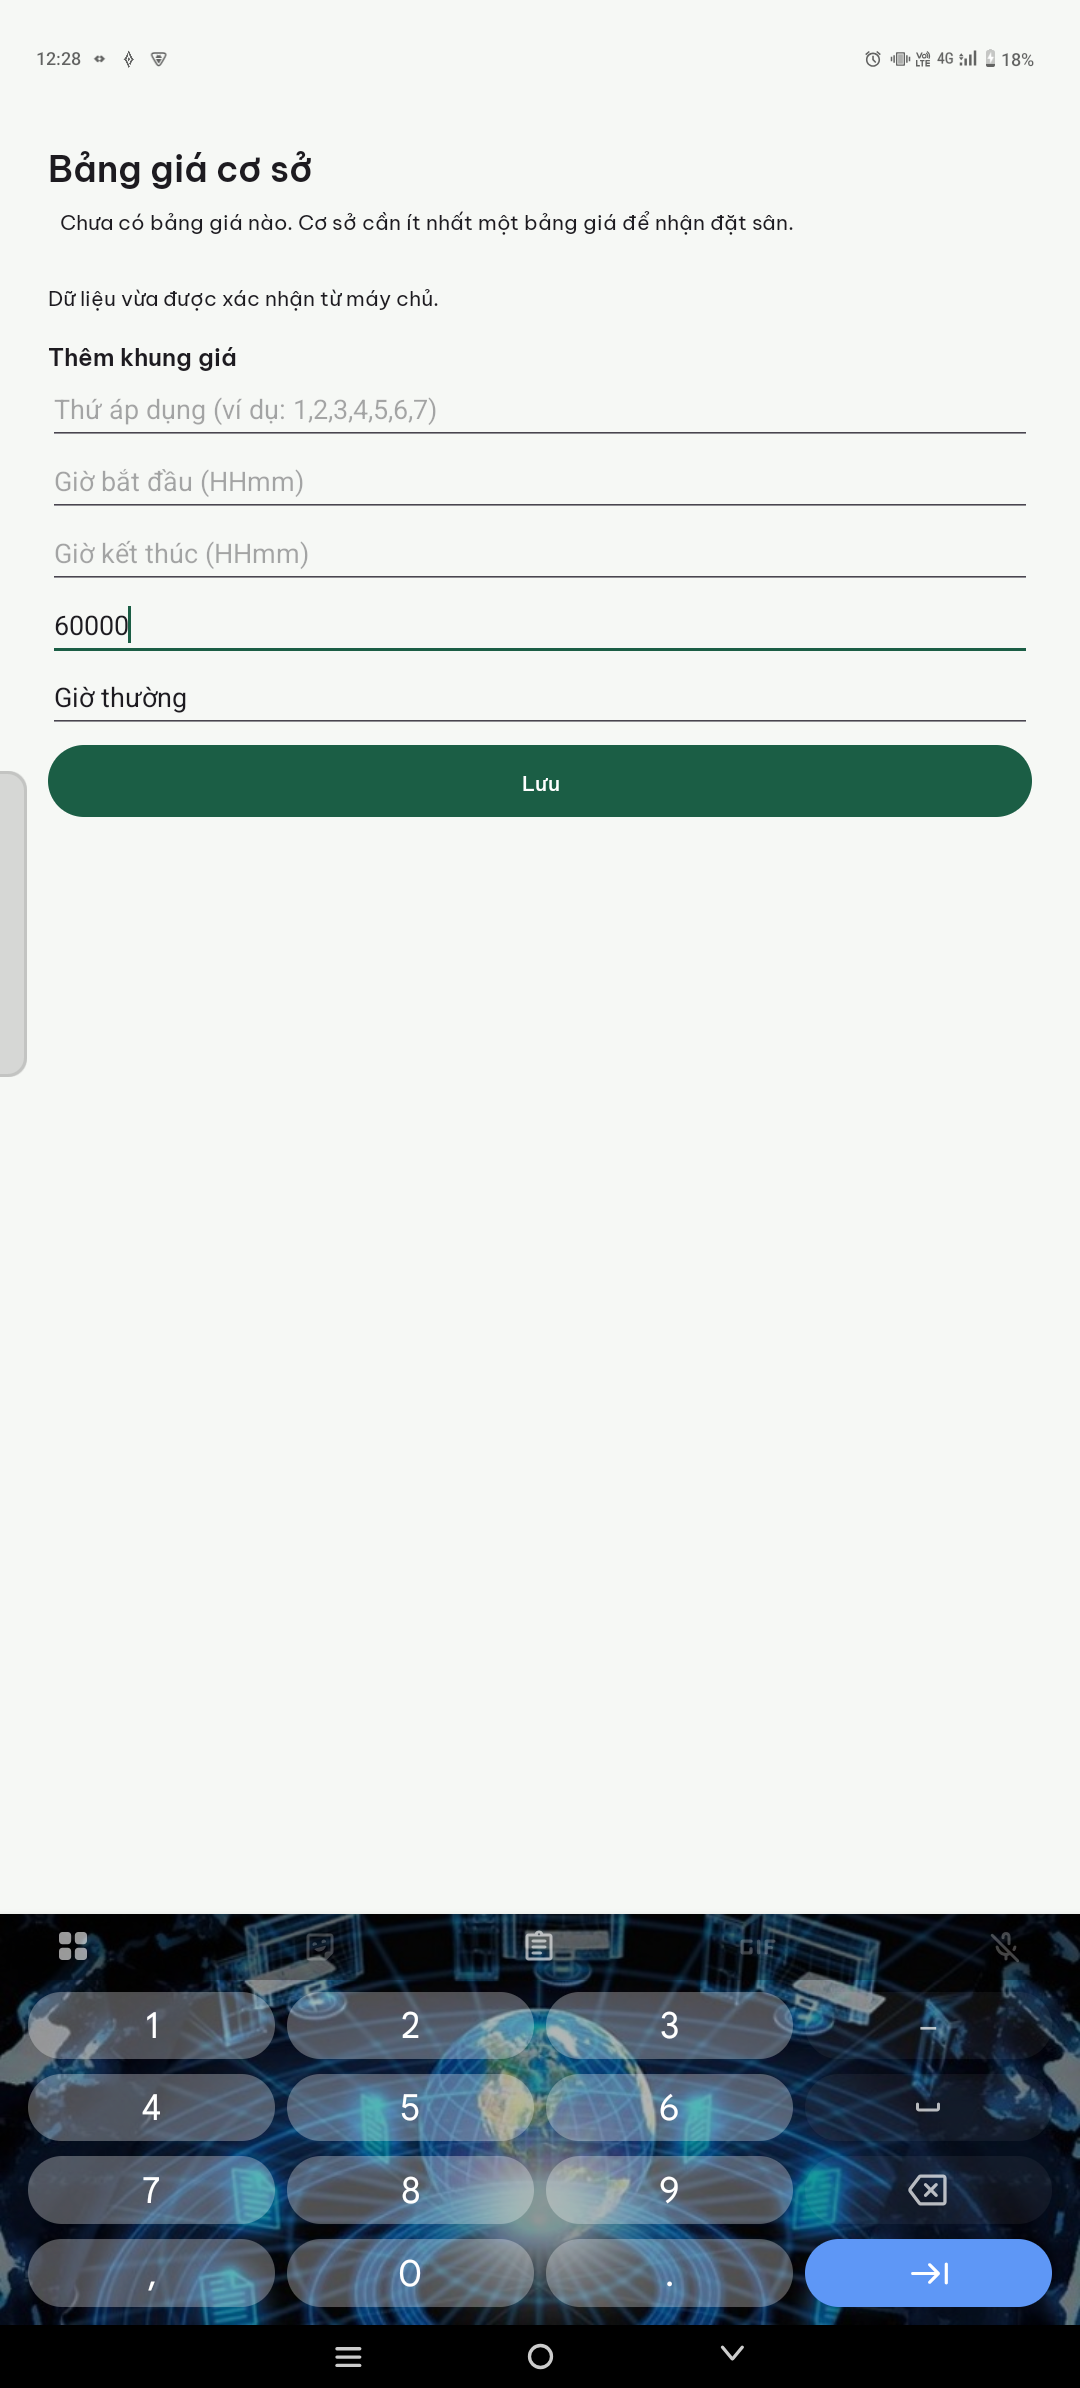 12:28
4G 18%
Bảng giá cơ sở
Chưa có bảng giá nào. Cơ sở cần ít nhất một bảng giá để nhận đặt sân.
Dữ liệu vừa được xác nhận từ máy chủ.
Thêm khung giá
Thứ áp dụng (ví dụ: 1,2,3,4,5,6,7)
Giờ bắt đầu (HHmm)
Giờ kết thúc (HHmm)
60000
Giờ thường
Lưu
GIF
1 2 3 –
4 5 6
7 8 9
, 0 .